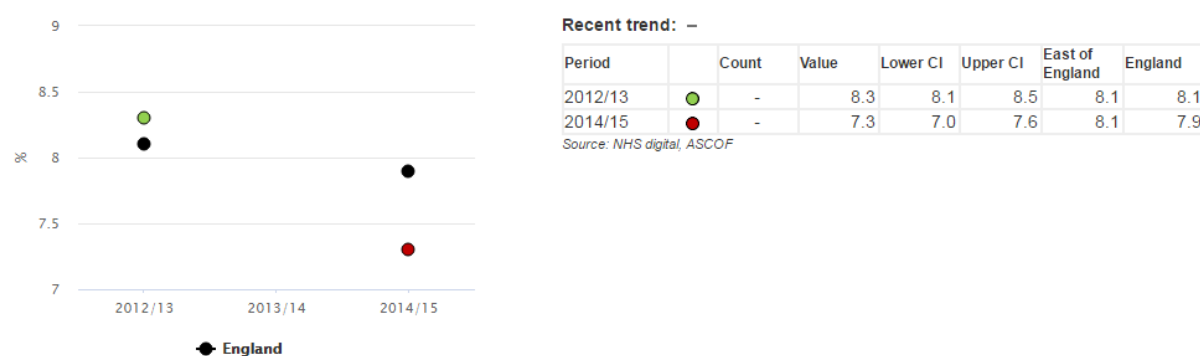 9
8.5
8
7.5
7
%
2012/13 2013/14 2014/15
England
Recent trend: –
Period Count Value Lower CI Upper CI East of England England
2012/13 - 8.3 8.1 8.5 8.1 8.1
2014/15 - 7.3 7.0 7.6 8.1 7.9
Source: NHS digital, ASCOF